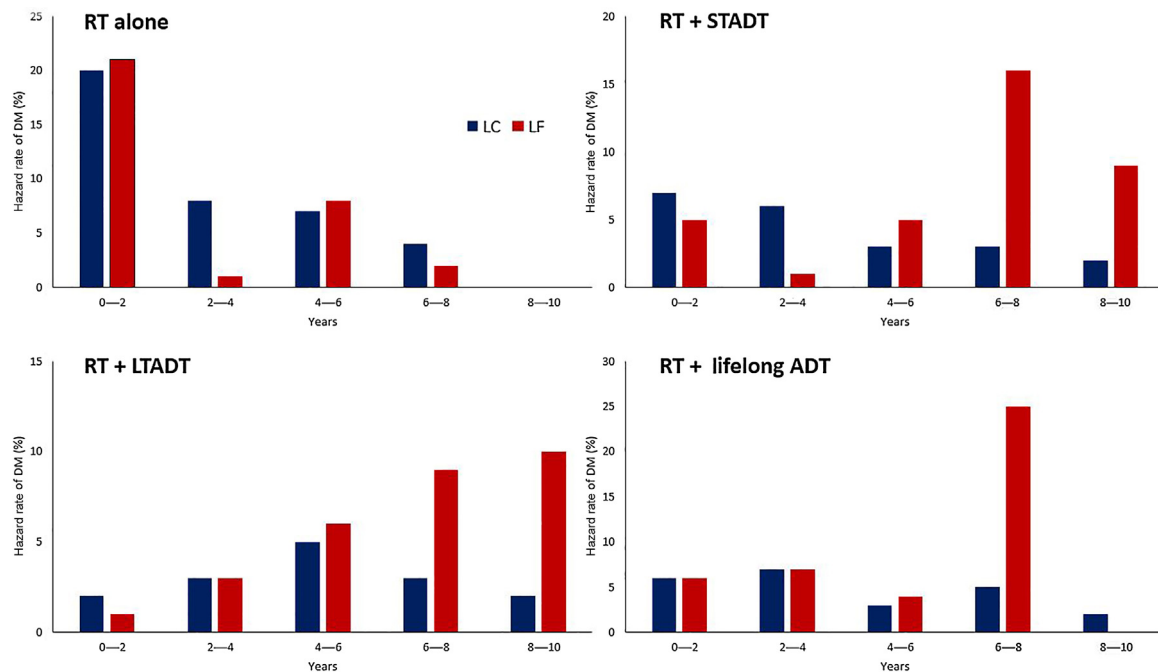 RT alone
Hazard rate of DM (%)
25
20
15
10
5
0
LC LF
0—2 2—4 4—6 6—8 8—10
Years
RT + STADT
Hazard rate of DM (%)
20
15
10
5
0
0—2 2—4 4—6 6—8 8—10
Years
RT + LTADT
Hazard rate of DM (%)
15
10
5
0
0—2 2—4 4—6 6—8 8—10
Years
RT + lifelong ADT
Hazard rate of DM (%)
30
25
20
15
10
5
0
0—2 2—4 4—6 6—8 8—10
Years